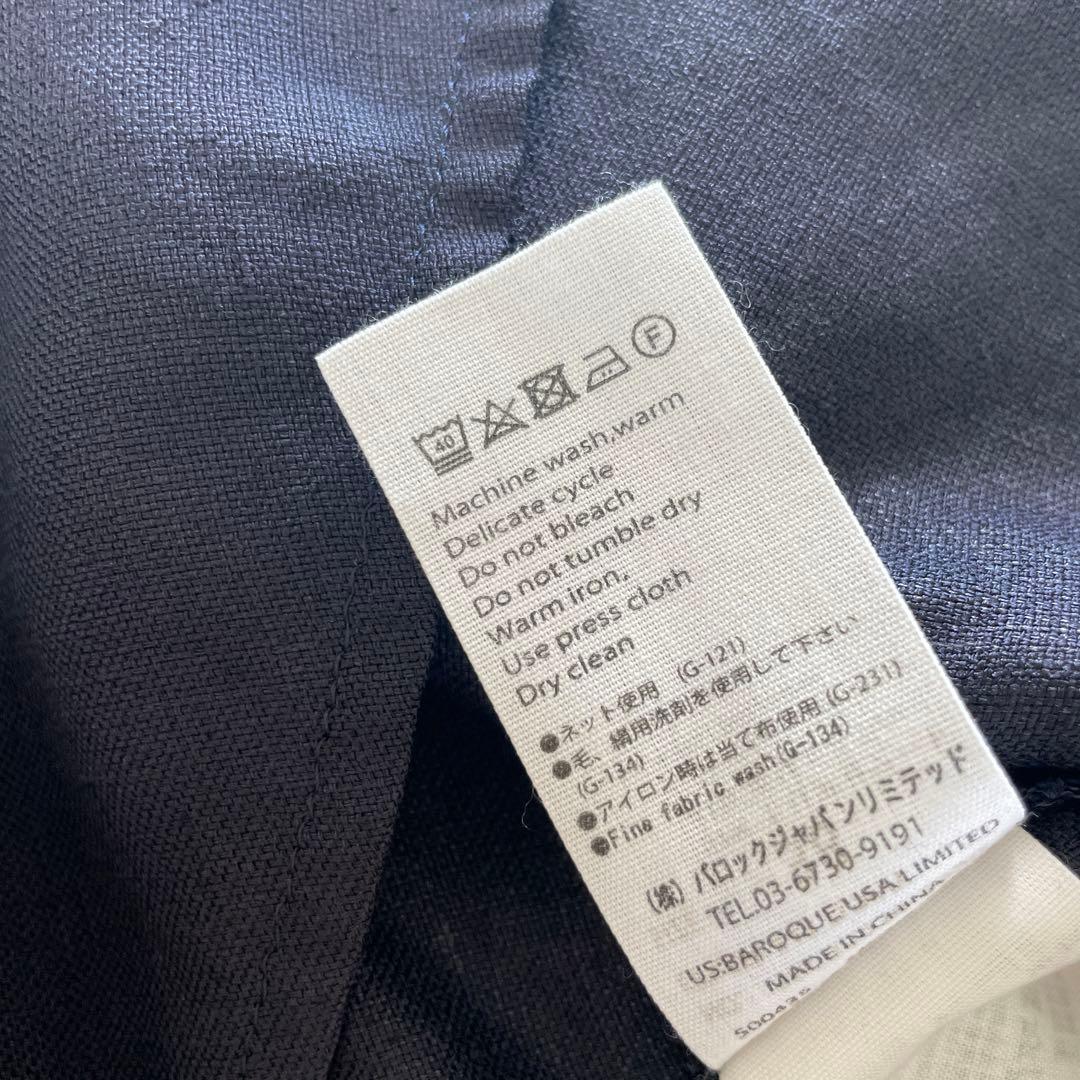 40 F
Machine wash,warm
Delicate cycle
Do not bleach
Do not tumble dry
Warm iron,
Use press cloth
Dry clean
●ネット使用 (G-121)
●毛、絹用洗剤を使用して下さい
(G-134)
●アイロン時は当て布使用 (G-231)
●Fine fabric wash(G-134)
(株) バロックジャパンリミテッド
TEL.03-6730-9191
US:BAROQUE USA LIMITED
MADE IN CHINA